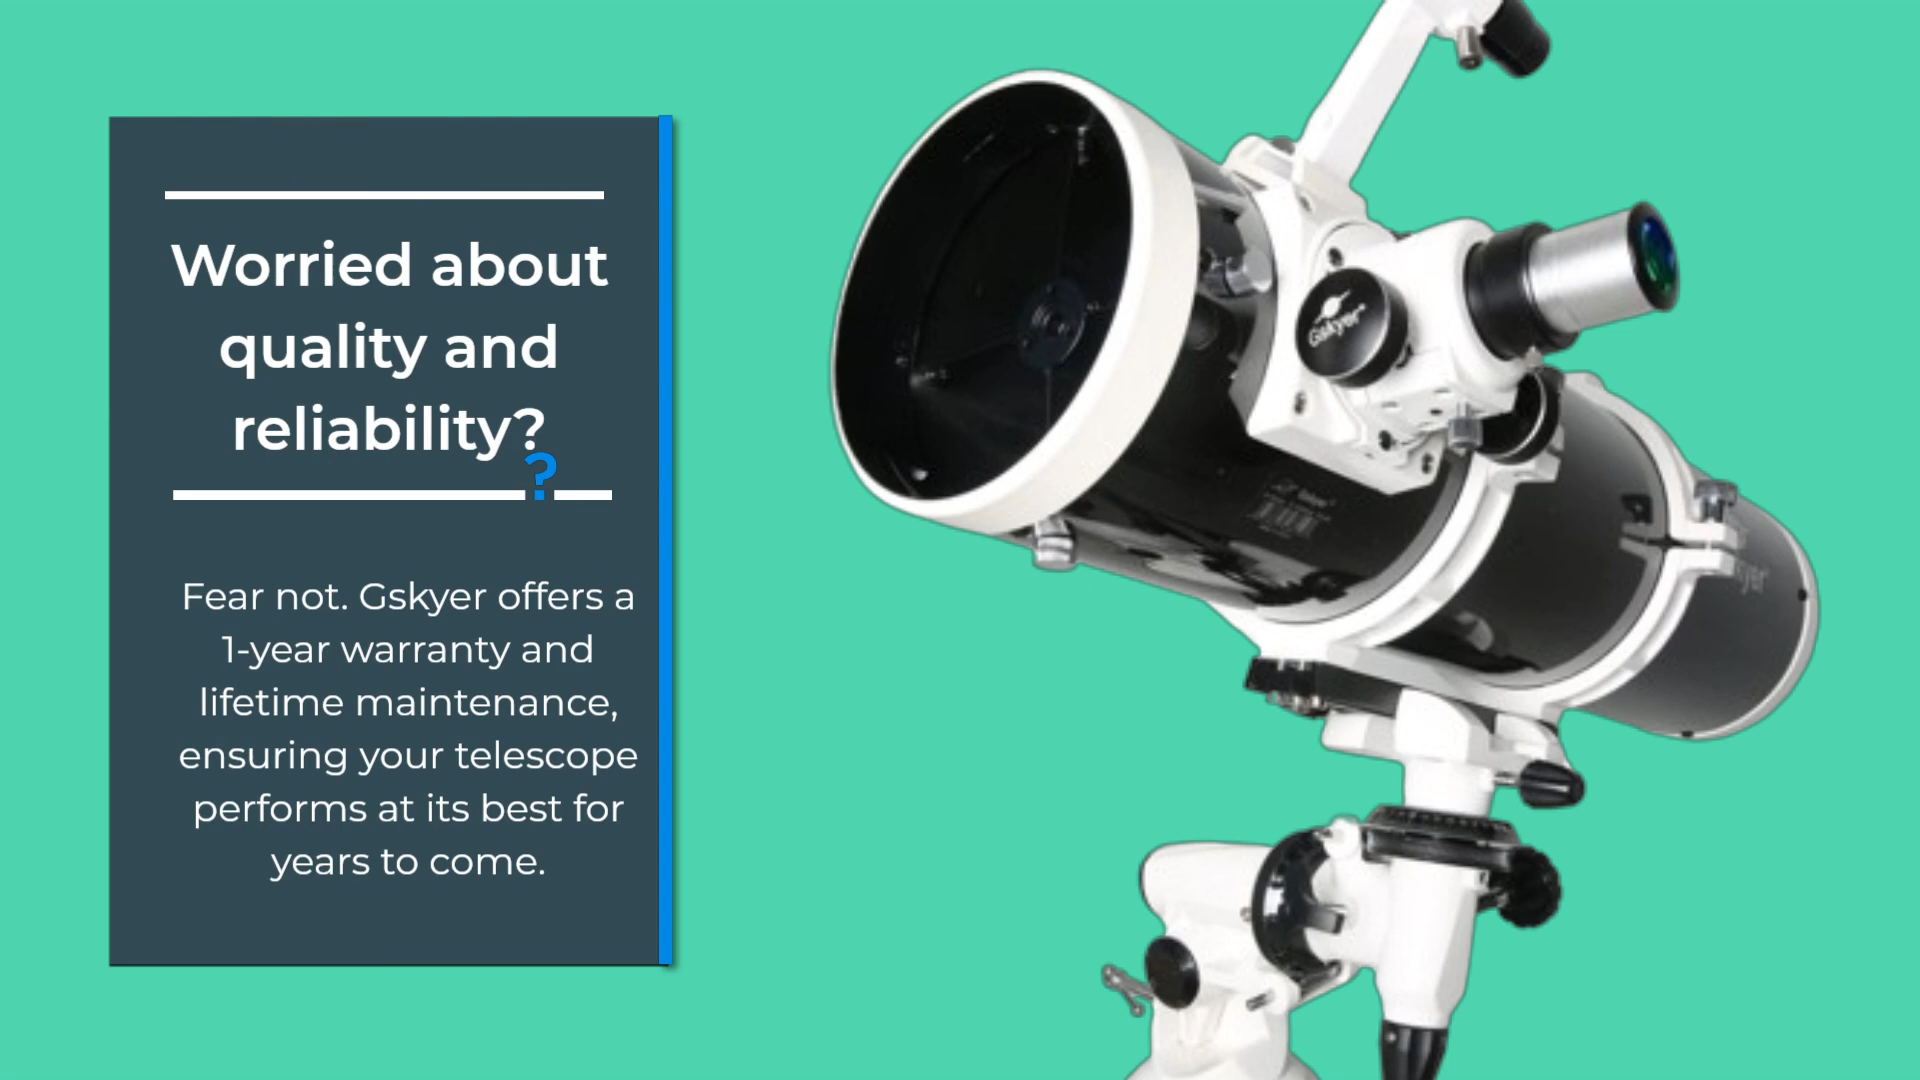 Worried about
quality and
reliability?
?
Fear not. Gskyer offers a
1-year warranty and
lifetime maintenance,
ensuring your telescope
performs at its best for
years to come.
Gskyer